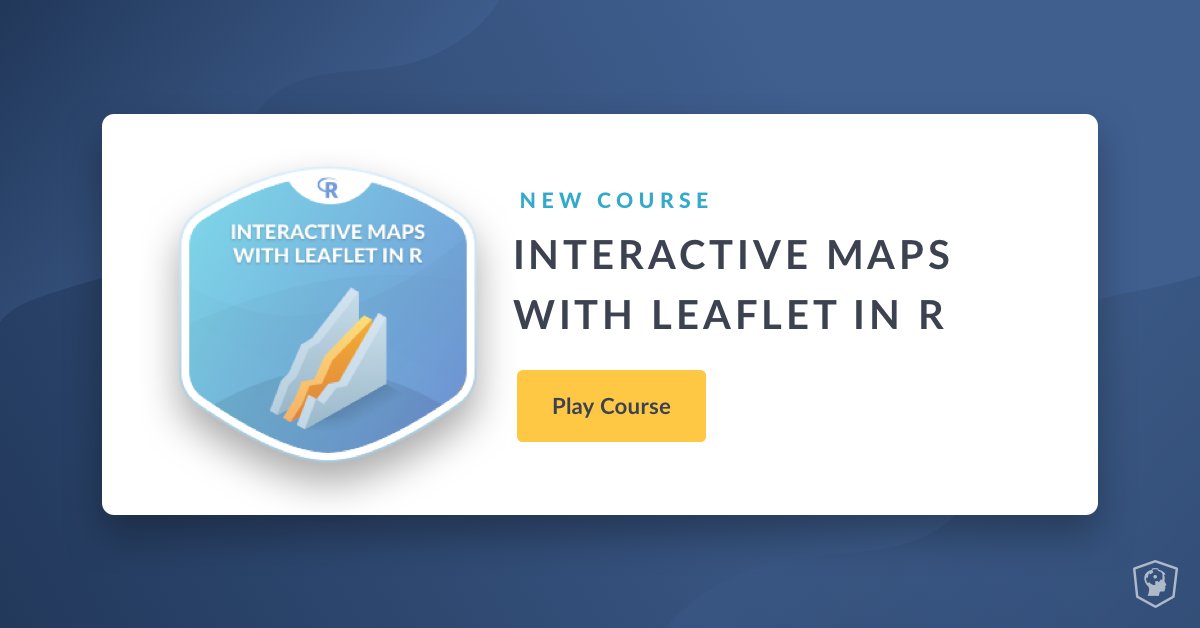 R
INTERACTIVE MAPS
WITH LEAFLET IN R
NEW COURSE
INTERACTIVE MAPS
WITH LEAFLET IN R
Play Course